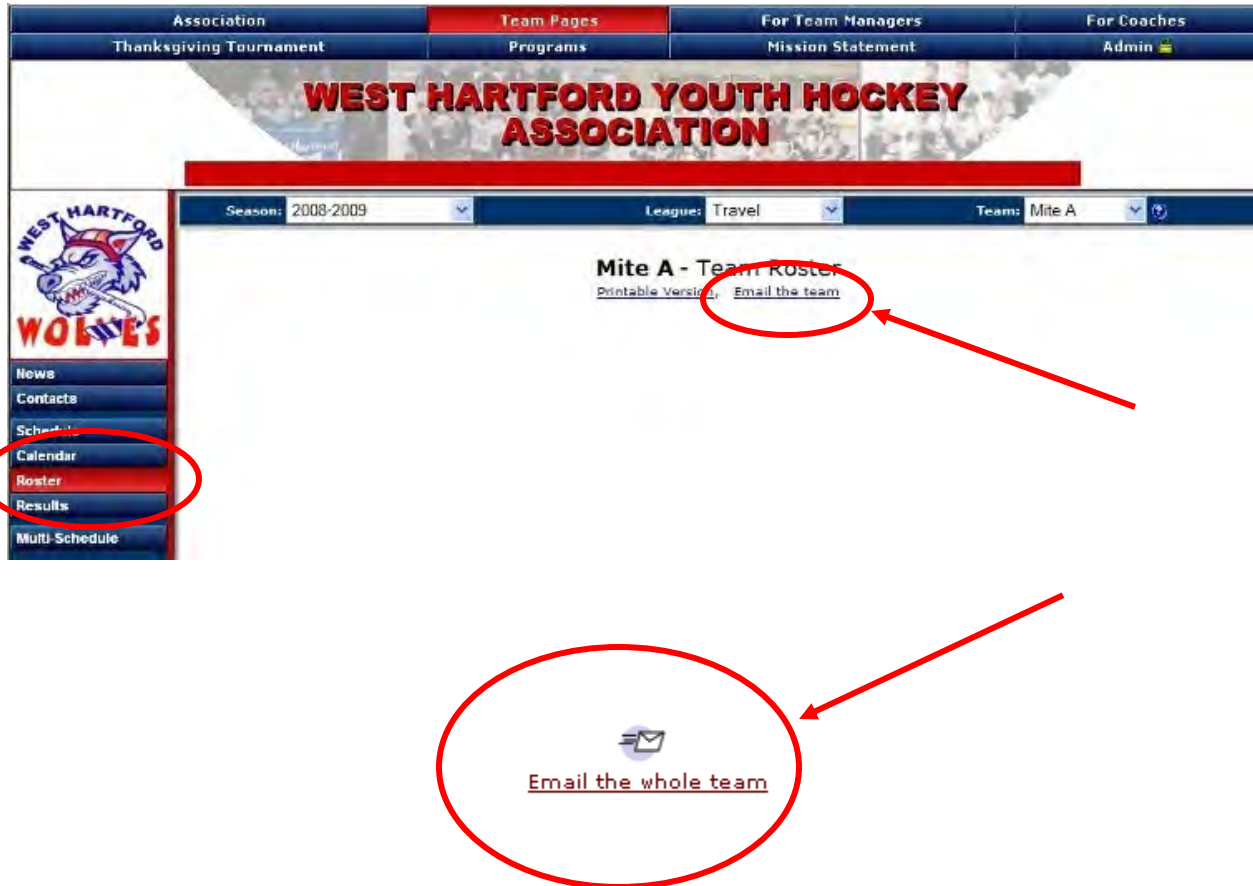 Association Team Pages For Team Managers For Coaches
Thanksgiving Tournament Programs Mission Statement Admin
WEST HARTFORD YOUTH HOCKEY
ASSOCIATION
WEST HARTFORD
WOLVES
Season: 2008-2009 League: Travel Team: Mite A
Mite A - Team Roster
Printable Version, Email the team
News
Contacts
Schedule
Calendar
Roster
Results
Multi-Schedule
Email the whole team